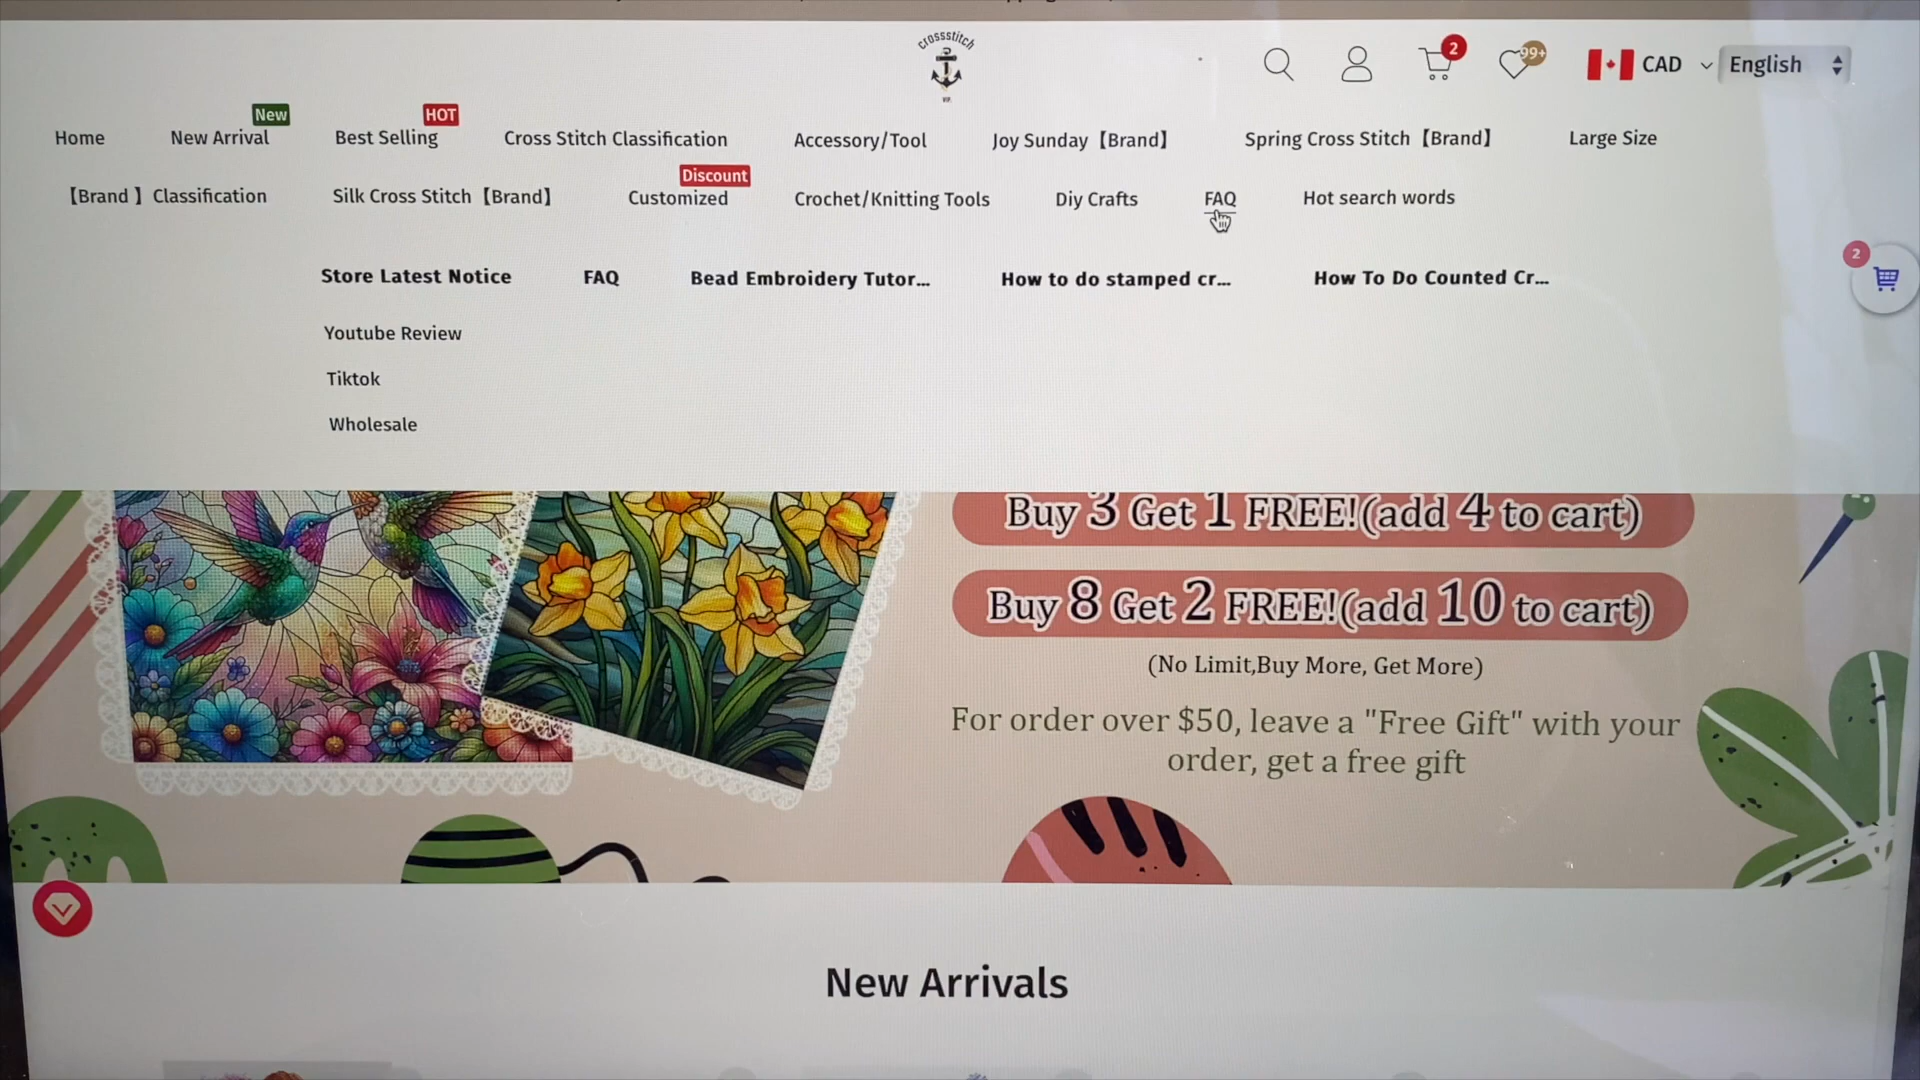 crossstitch
VIP.
2
99+
CAD
English
New
HOT
Home
New Arrival
Best Selling
Cross Stitch Classification
Accessory/Tool
Joy Sunday【Brand】
Spring Cross Stitch【Brand】
Large Size
Discount
【Brand 】Classification
Silk Cross Stitch【Brand】
Customized
Crochet/Knitting Tools
Diy Crafts
FAQ
Hot search words
2
Store Latest Notice
FAQ
Bead Embroidery Tutor...
How to do stamped cr...
How To Do Counted Cr...
Youtube Review
Tiktok
Wholesale
Buy 3 Get 1 FREE!(add 4 to cart)
Buy 8 Get 2 FREE!(add 10 to cart)
(No Limit,Buy More, Get More)
For order over $50, leave a "Free Gift" with your
order, get a free gift
New Arrivals